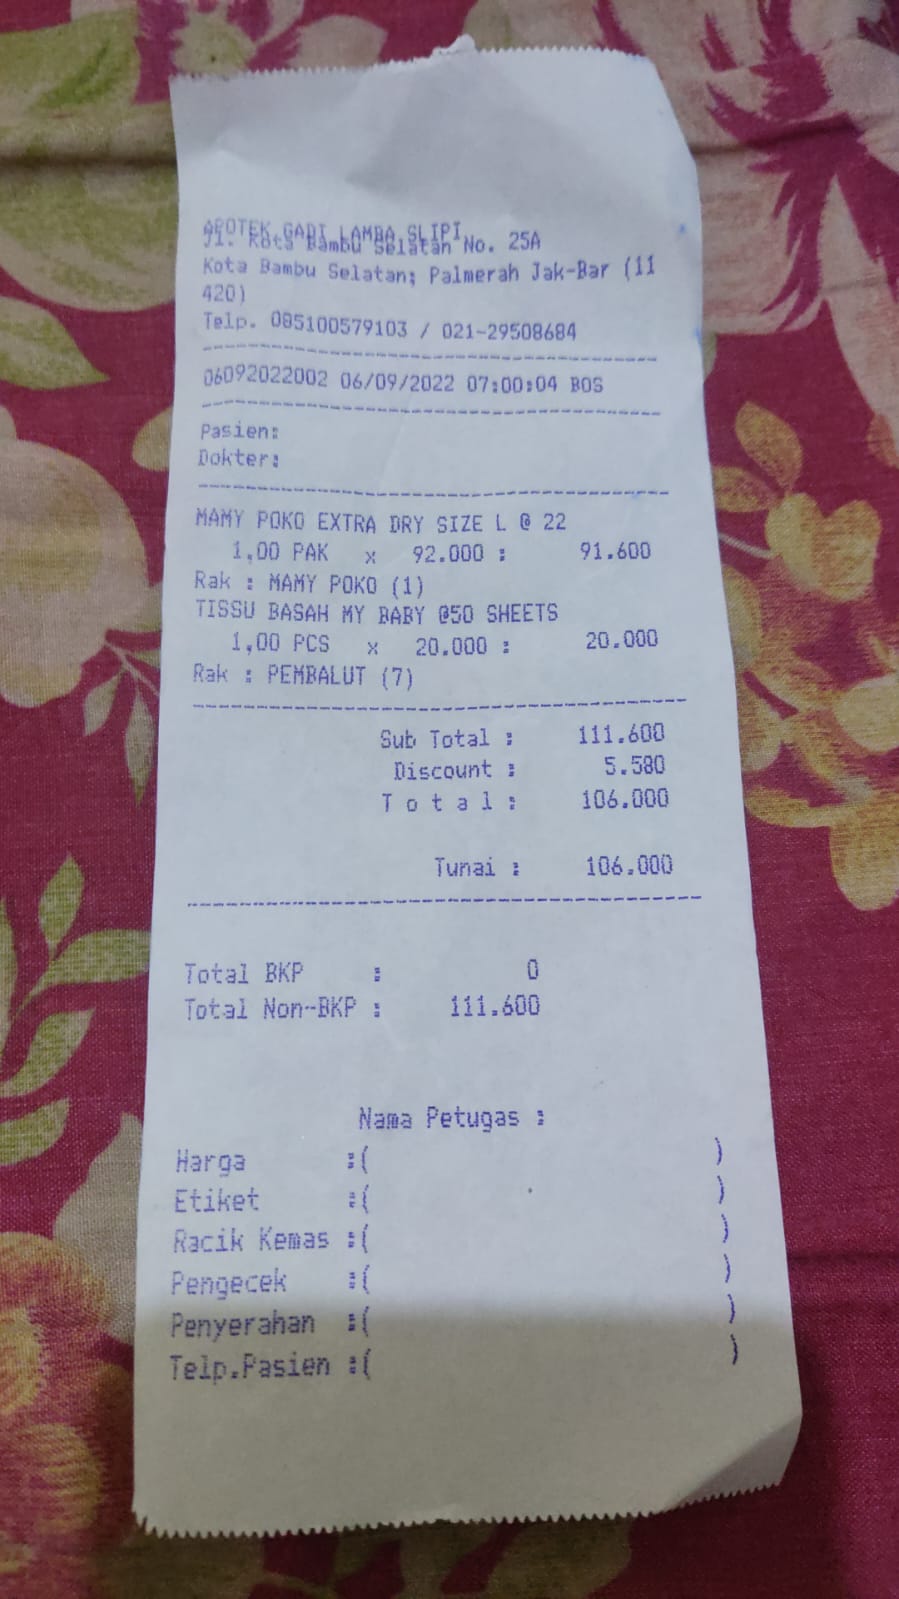 APOTEK GADI LAMBA SLIPI
Jl. Kota Bambu Selatan No. 25A
Kota Bambu Selatan; Palmerah Jak-Bar (11
420)
Telp. 085100579103 / 021-29508684
06092022002 06/09/2022 07:00:04 BOS
Pasien:
Dokter:
MAMY POKO EXTRA DRY SIZE L @ 22
1,00 PAK x 92.000 : 91.600
Rak : MAMY POKO (1)
TISSU BASAH MY BABY @50 SHEETS
1,00 PCS x 20.000 : 20.000
Rak : PEMBALUT (7)
Sub Total : 111.600
Discount : 5.580
T o t a l : 106.000
Tunai : 106.000
Total BKP : 0
Total Non-BKP : 111.600
Nama Petugas :
Harga :( )
Etiket :( )
Racik Kemas :( )
Pengecek :( )
Penyerahan :( )
Telp.Pasien :( )